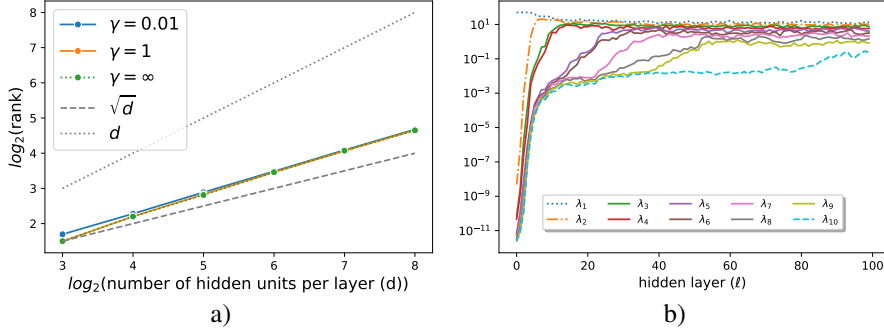 8
7
6
5
4
3
2
log₂(rank)
γ = 0.01
γ = 1
γ = ∞
√d
d
3 4 5 6 7 8
log₂(number of hidden units per layer (d))
a)
10¹
10⁻¹
10⁻³
10⁻⁵
10⁻⁷
10⁻⁹
10⁻¹¹
λ₁ λ₃ λ₅ λ₇ λ₉
λ₂ λ₄ λ₆ λ₈ λ₁₀
0 20 40 60 80 100
hidden layer (ℓ)
b)